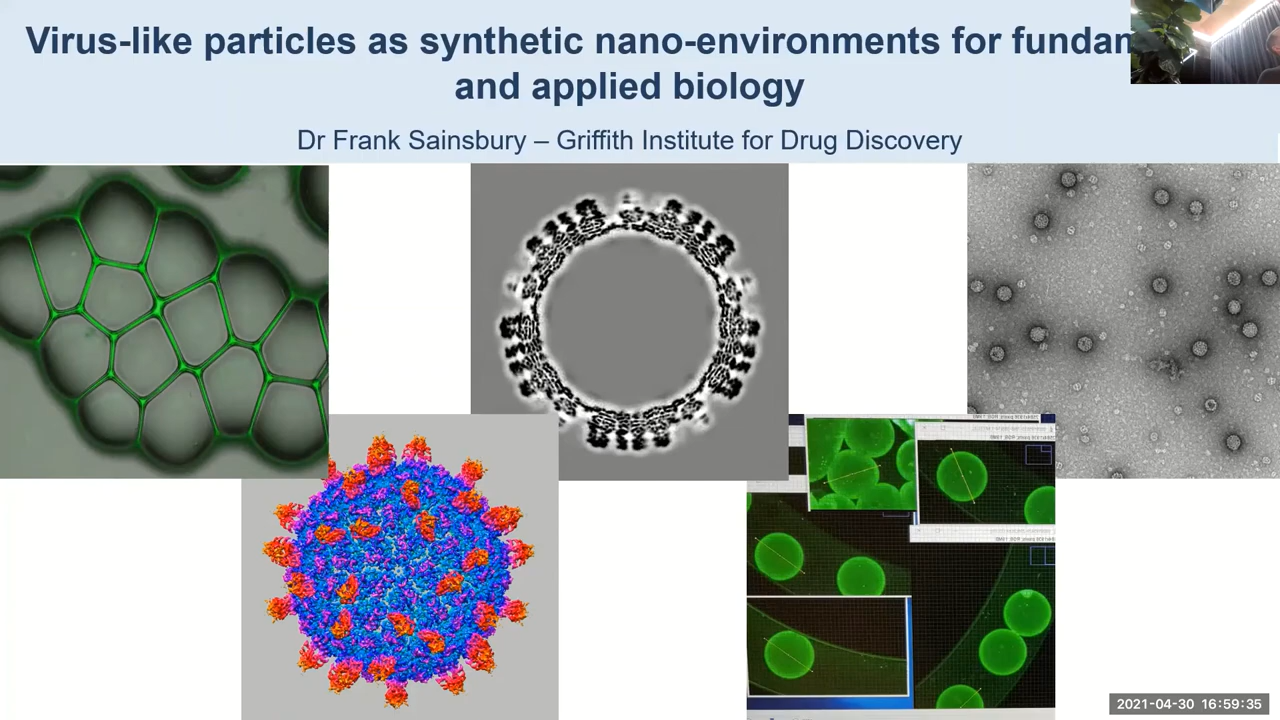 Virus-like particles as synthetic nano-environments for fundam
and applied biology
Dr Frank Sainsbury – Griffith Institute for Drug Discovery
2021-04-30 16:59:35